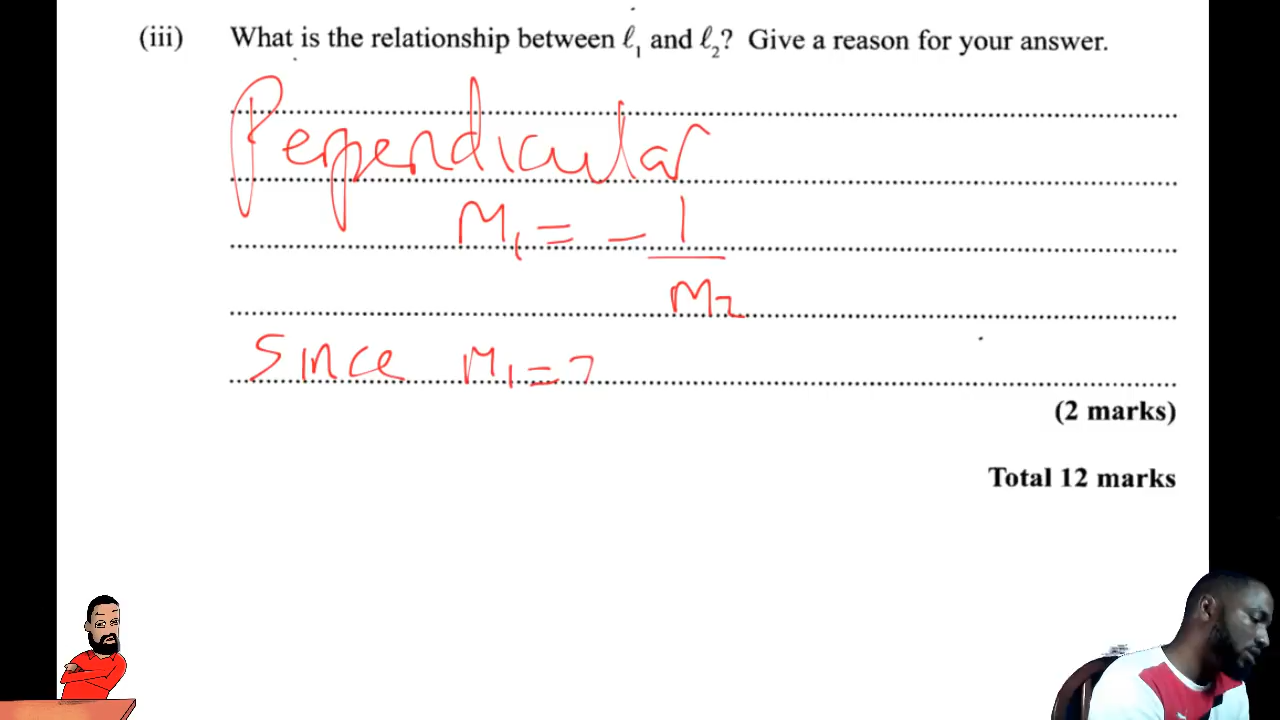 (iii) What is the relationship between ℓ₁ and ℓ₂? Give a reason for your answer.
Perpendicular
M₁ = - 1
M₂
Since M₁ =
(2 marks)
Total 12 marks